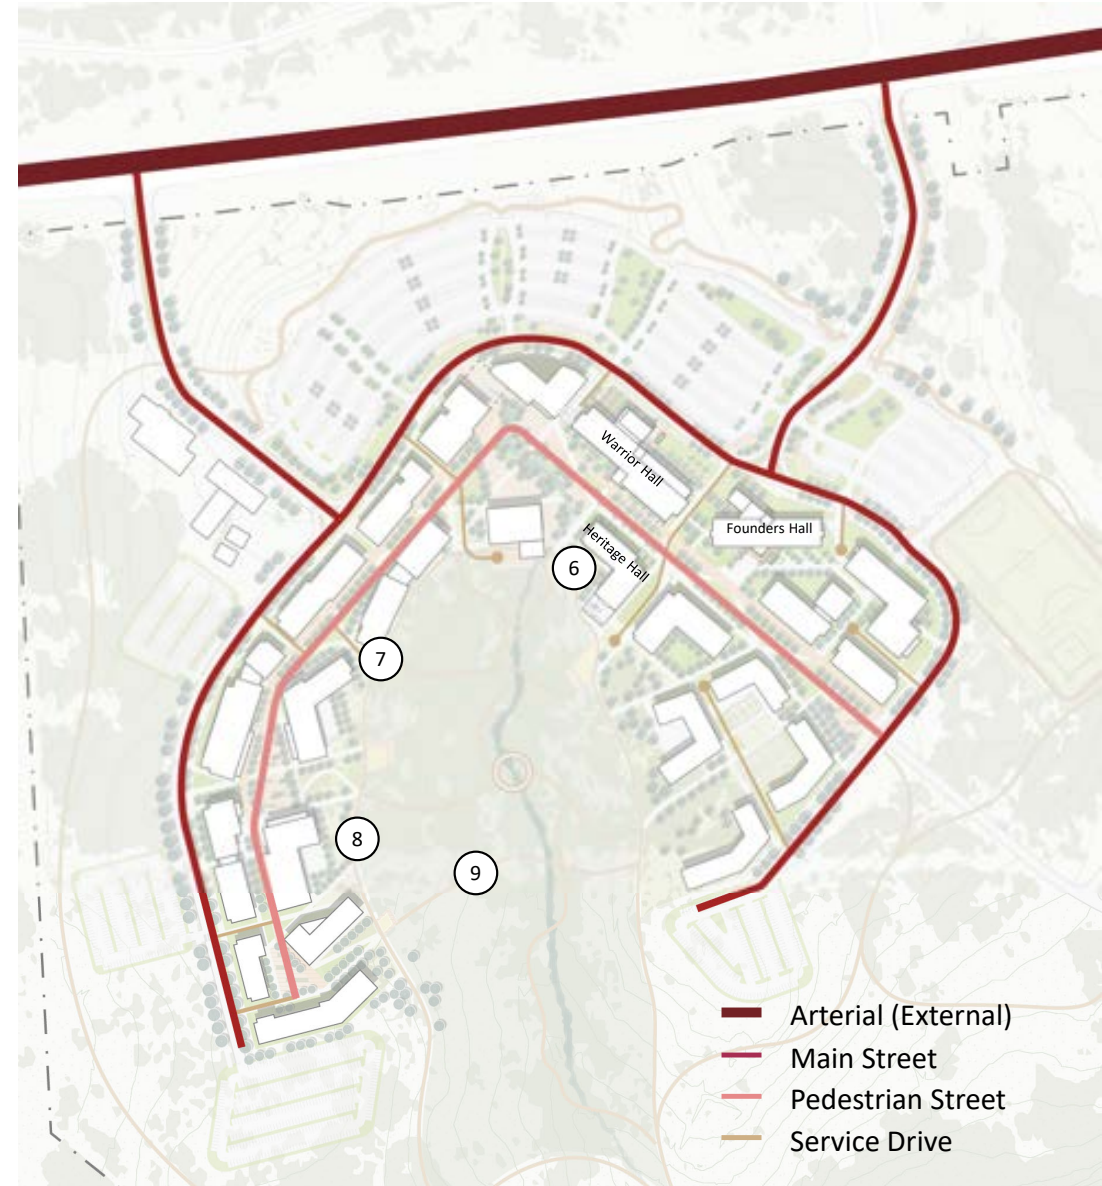 Warrior Hall
Founders Hall
Heritage Hall
6
7
8
9
Arterial (External)
Main Street
Pedestrian Street
Service Drive